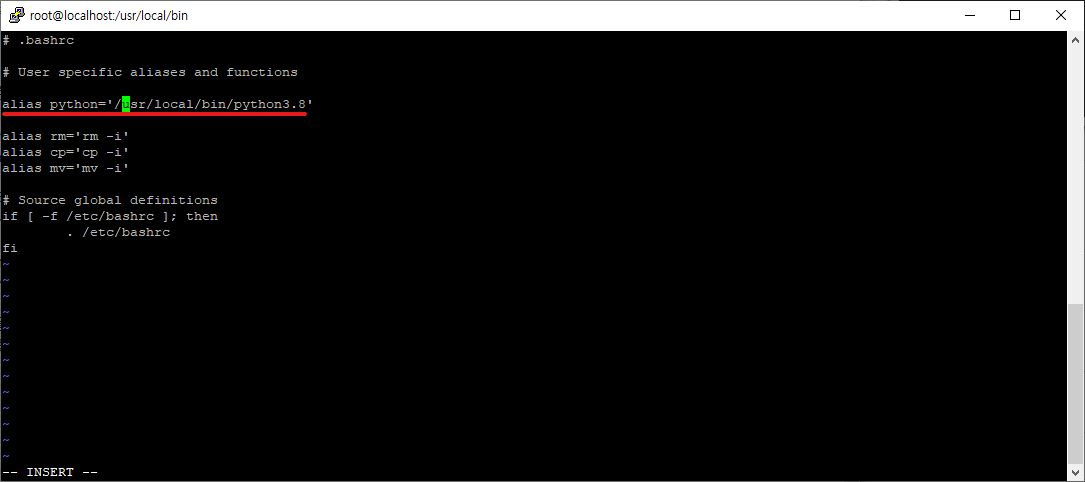 root@localhost:/usr/local/bin
# .bashrc
# User specific aliases and functions
alias python='/usr/local/bin/python3.8'
alias rm='rm -i'
alias cp='cp -i'
alias mv='mv -i'
# Source global definitions
if [ -f /etc/bashrc ]; then
        . /etc/bashrc
fi
~
~
~
~
~
~
~
~
~
~
~
~
~
-- INSERT --